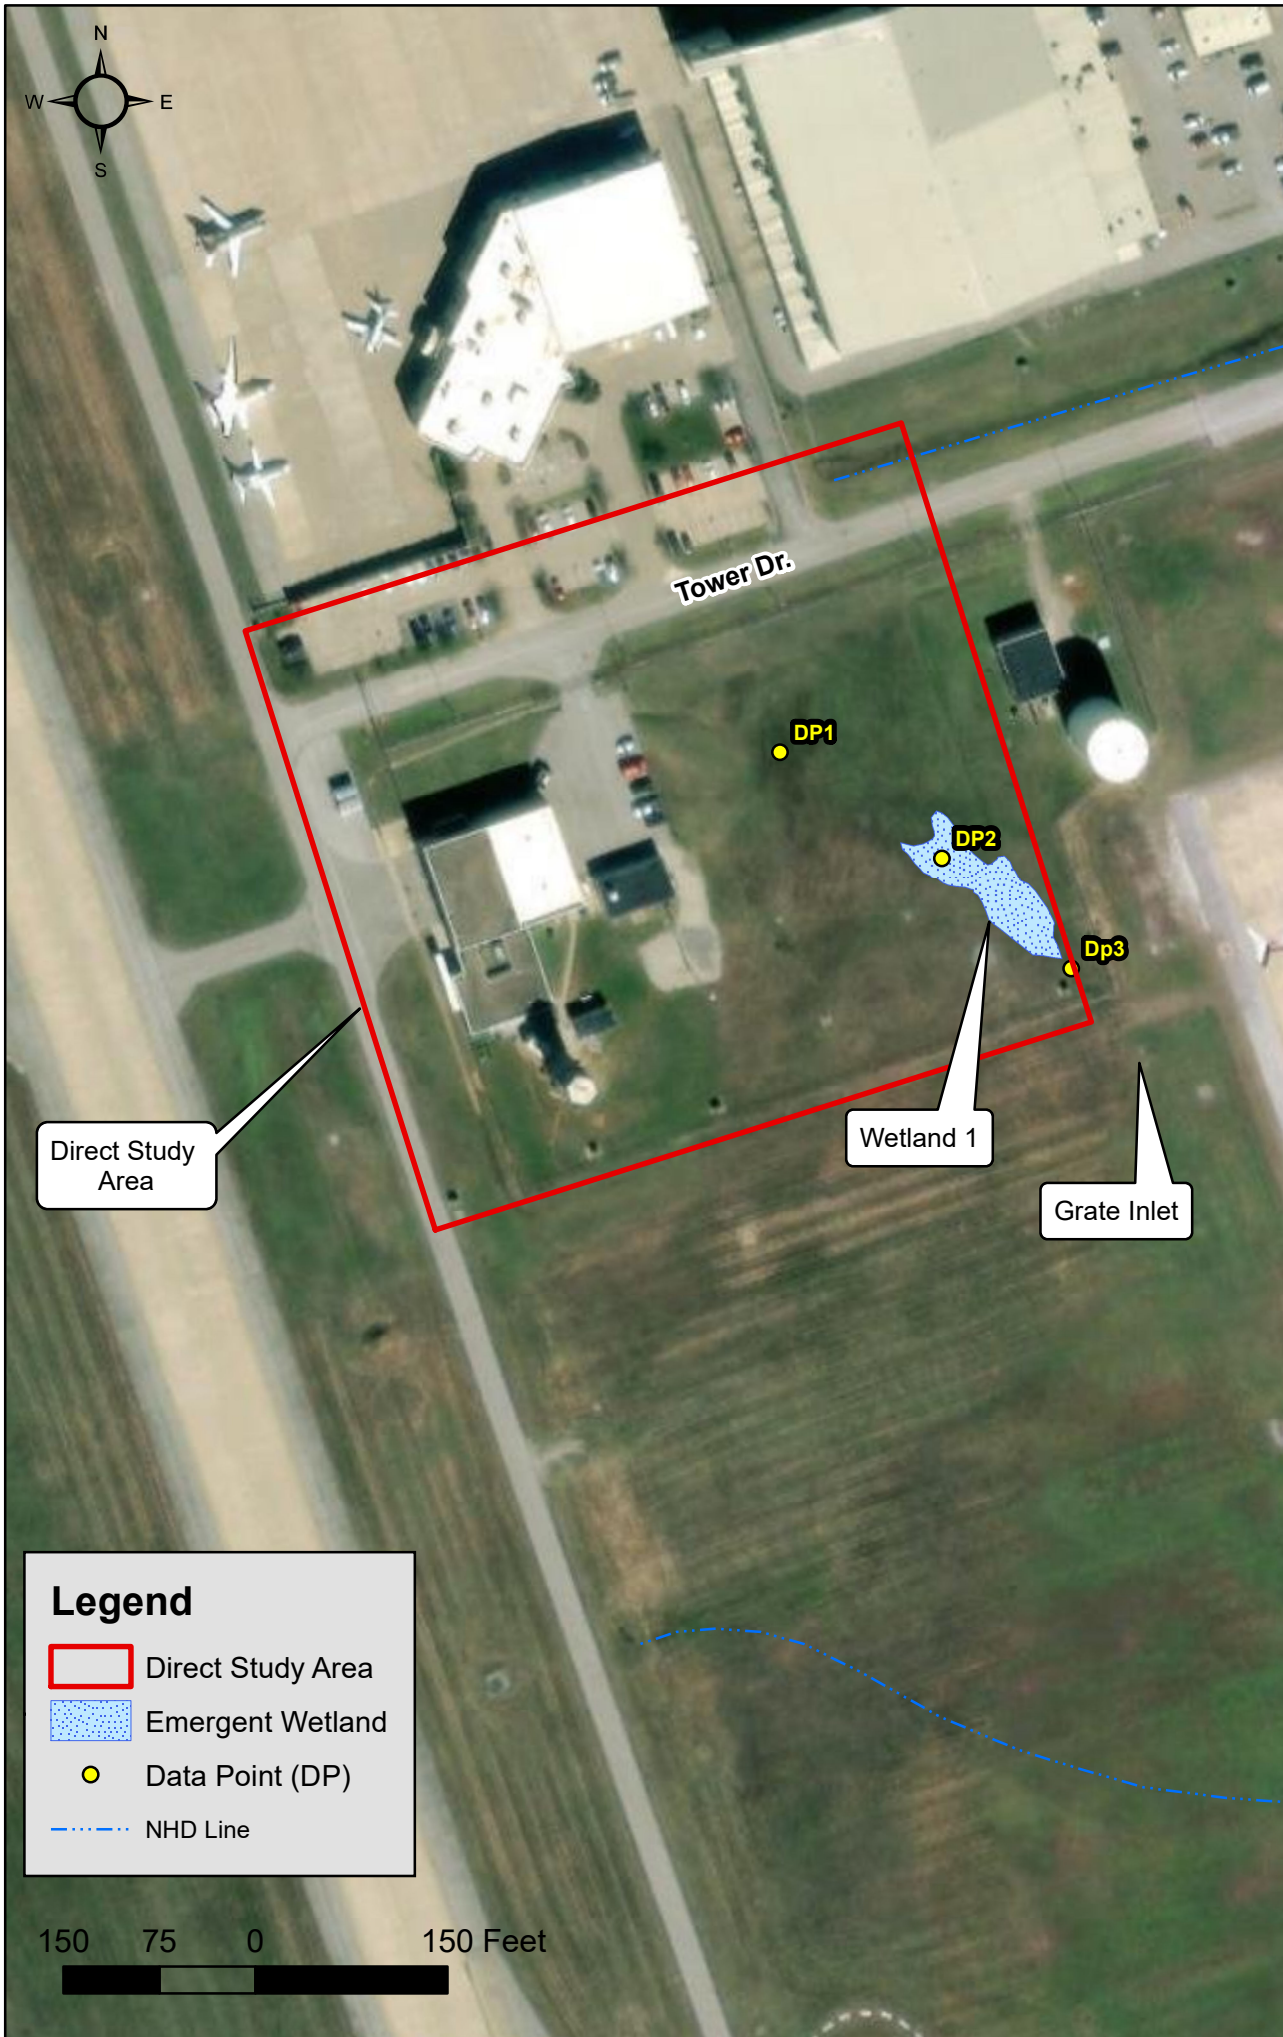 N
W E
S
Tower Dr.
DP1
DP2
Dp3
Direct Study
Area
Wetland 1
Grate Inlet
Legend
Direct Study Area
Emergent Wetland
Data Point (DP)
NHD Line
150 75 0 150 Feet